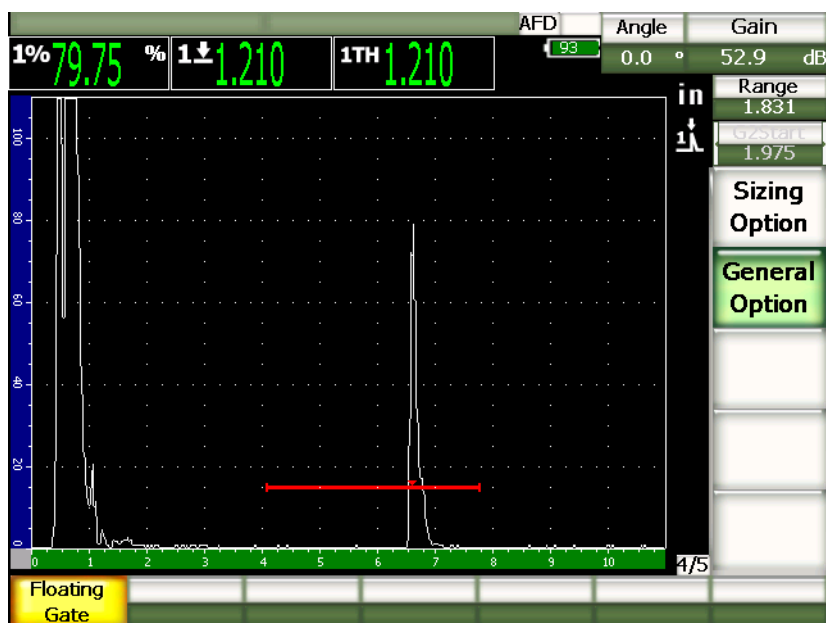 AFD
Angle
Gain
1% 79.75 %
1 1.210
1TH 1.210
93
0.0 °
52.9 dB
in
Range
1.831
1
G2Start
1.975
100
80
60
40
20
0
Sizing
Option
General
Option
0 1 2 3 4 5 6 7 8 9 10
4/5
Floating
Gate